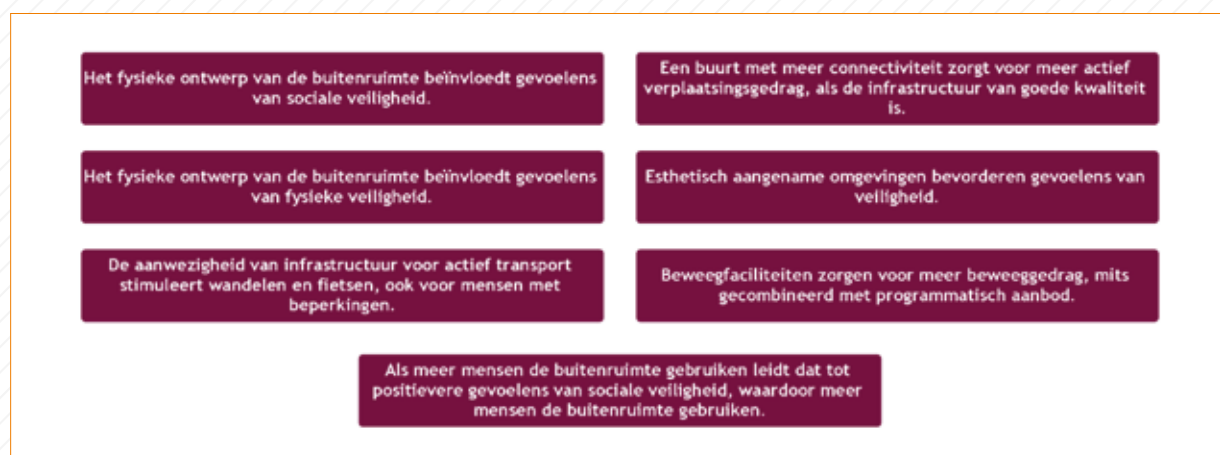 Het fysieke ontwerp van de buitenruimte beïnvloedt gevoelens
van sociale veiligheid.
Een buurt met meer connectiviteit zorgt voor meer actief
verplaatsingsgedrag, als de infrastructuur van goede kwaliteit
is.
Het fysieke ontwerp van de buitenruimte beïnvloedt gevoelens
van fysieke veiligheid.
Esthetisch aangename omgevingen bevorderen gevoelens van
veiligheid.
De aanwezigheid van infrastructuur voor actief transport
stimuleert wandelen en fietsen, ook voor mensen met
beperkingen.
Beweegfaciliteiten zorgen voor meer beweeggedrag, mits
gecombineerd met programmatisch aanbod.
Als meer mensen de buitenruimte gebruiken leidt dat tot
positievere gevoelens van sociale veiligheid, waardoor meer
mensen de buitenruimte gebruiken.